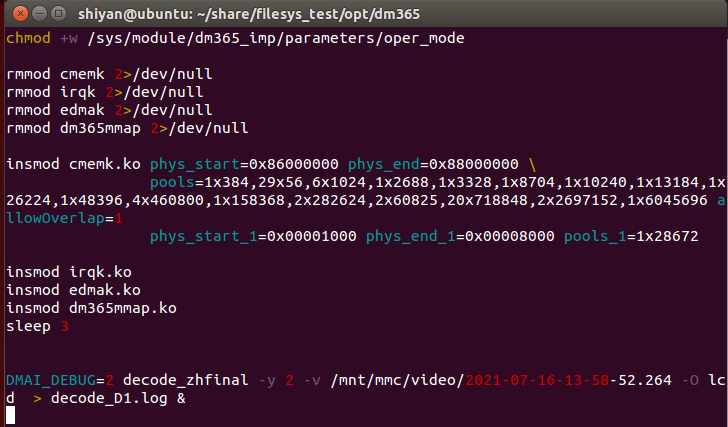 shiyan@ubuntu: ~/share/filesys_test/opt/dm365
chmod +w /sys/module/dm365_imp/parameters/oper_mode
rmmod cmemk 2>/dev/null
rmmod irqk 2>/dev/null
rmmod edmak 2>/dev/null
rmmod dm365mmap 2>/dev/null
insmod cmemk.ko phys_start=0x86000000 phys_end=0x88000000 \
pools=1x384,29x56,6x1024,1x2688,1x3328,1x8704,1x10240,1x13184,1x
26224,1x48396,4x460800,1x158368,2x282624,2x60825,20x718848,2x2697152,1x6045696 a
llowOverlap=1
phys_start_1=0x00001000 phys_end_1=0x00008000 pools_1=1x28672
insmod irqk.ko
insmod edmak.ko
insmod dm365mmap.ko
sleep 3
DMAI_DEBUG=2 decode_zhfinal -y 2 -v /mnt/mmc/video/2021-07-16-13-58-52.264 -O lc
d  > decode_D1.log &